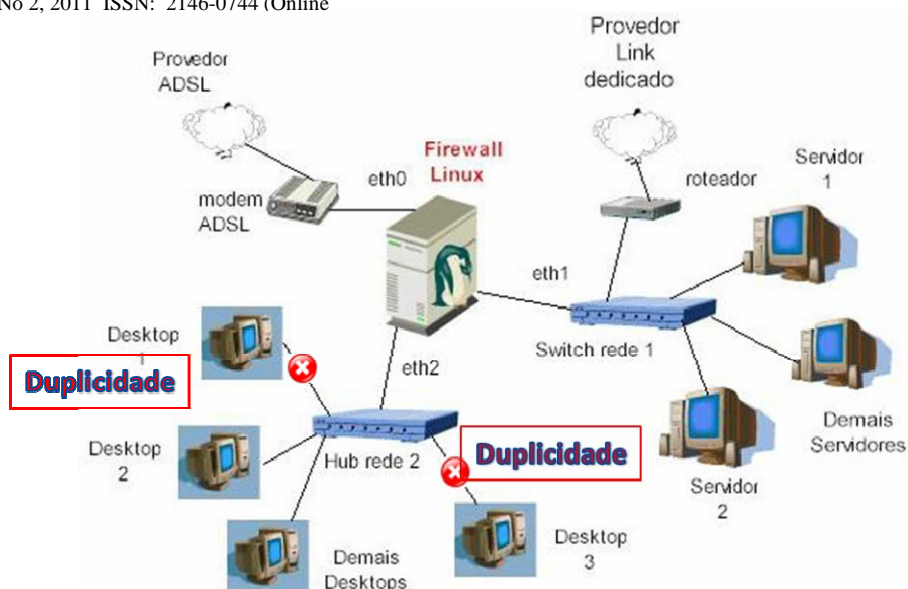 No 2, 2011 ISSN: 2146-0744 (Online
Provedor
ADSL
Provedor
Link
dedicado
Firewall
Linux
eth0
modem
ADSL
roteador
Servidor
1
eth1
Switch rede 1
Desktop
1
Duplicidade
eth2
Demais
Servidores
Desktop
2
Hub rede 2
Duplicidade
Servidor
2
Desktop
3
Demais
Desktops